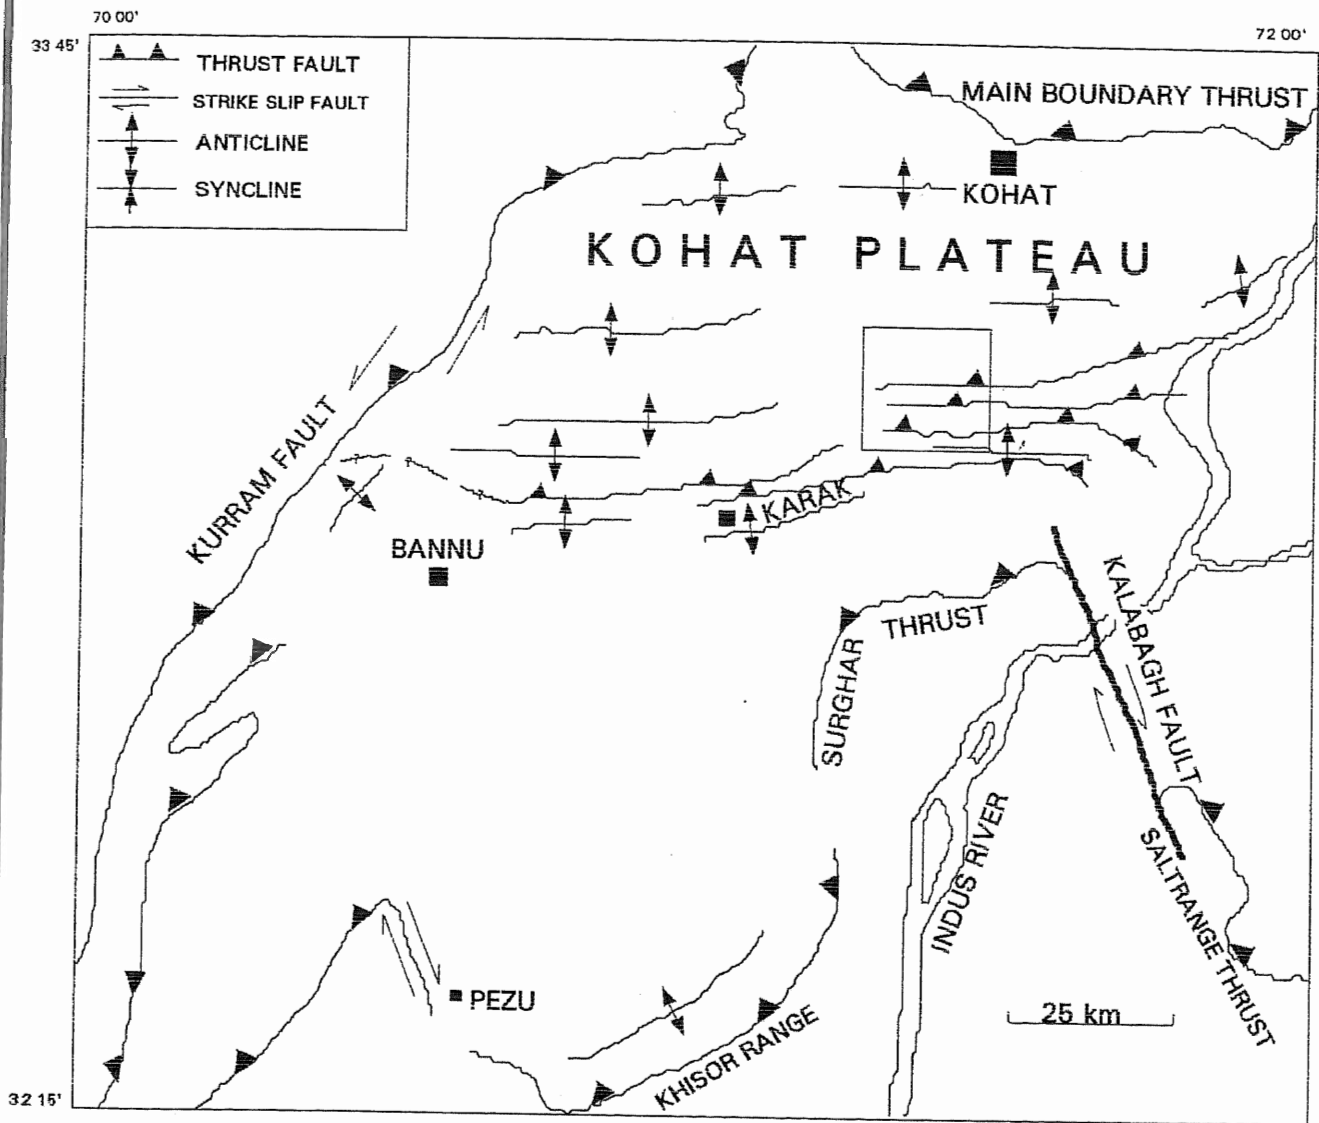 70 00'
72 00'
33 45'
THRUST FAULT
STRIKE SLIP FAULT
ANTICLINE
SYNCLINE
MAIN BOUNDARY THRUST
KOHAT
KOHAT PLATEAU
KURRAM FAULT
KARAK
BANNU
SURGHAR
THRUST
KALABAGH FAULT
INDUS RIVER
SALTRANGE THRUST
PEZU
KHISOR RANGE
25 km
32 15'